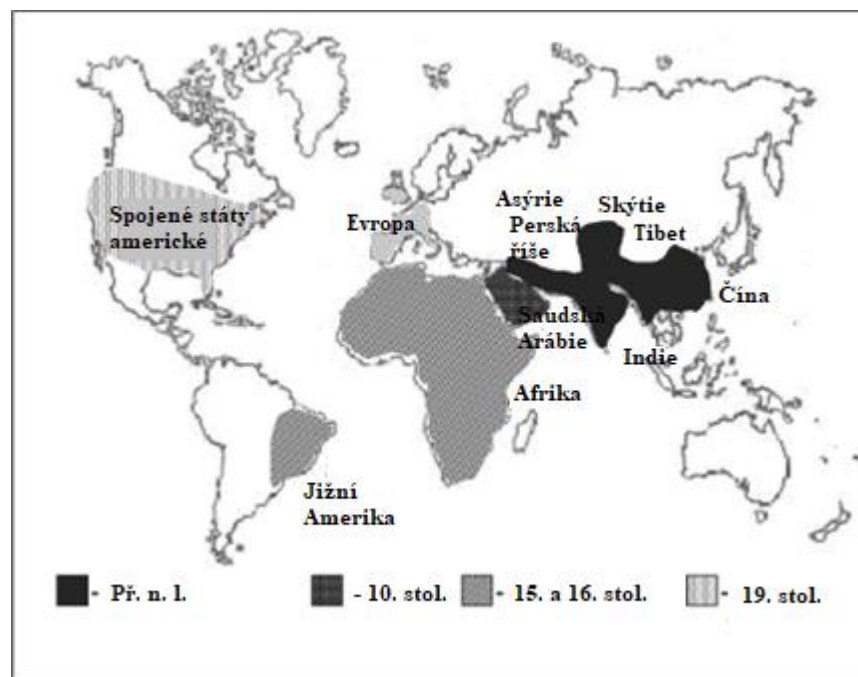 Spojené státy
americké
Evropa
Asýrie
Perská
říše
Skýtie
Tibet
Čína
Saudská
Arábie
Indie
Afrika
Jižní
Amerika
- Př. n. l.
- 10. stol.
- 15. a 16. stol.
- 19. stol.